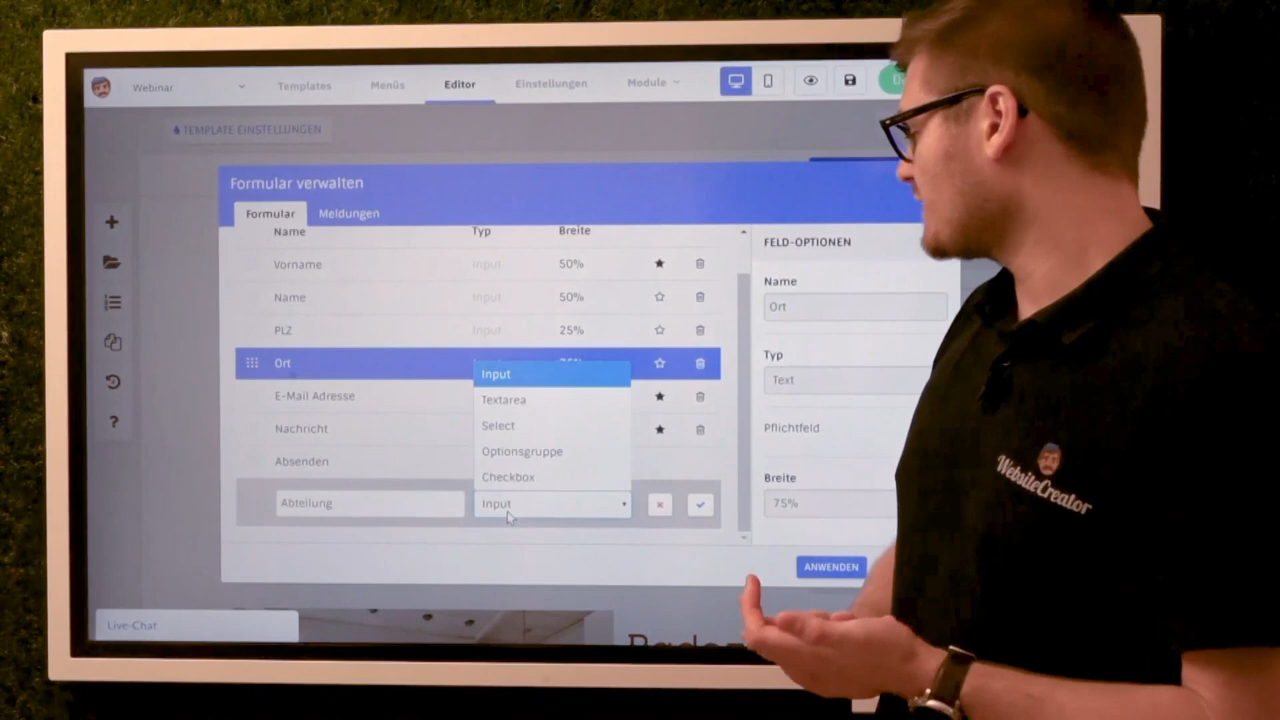 Webinar
Templates
Menüs
Editor
Einstellungen
Module
TEMPLATE EINSTELLUNGEN
Formular verwalten
Formular
Meldungen
Name Typ Breite
Vorname Input 50%
Name Input 50%
PLZ Input 25%
Ort
E-Mail Adresse
Nachricht
Absenden
Abteilung
Input
Textarea
Select
Optionsgruppe
Checkbox
Input
FELD-OPTIONEN
Name
Ort
Typ
Text
Pflichtfeld
Breite
75%
ANWENDEN
Live-Chat
?
WebsiteCreator